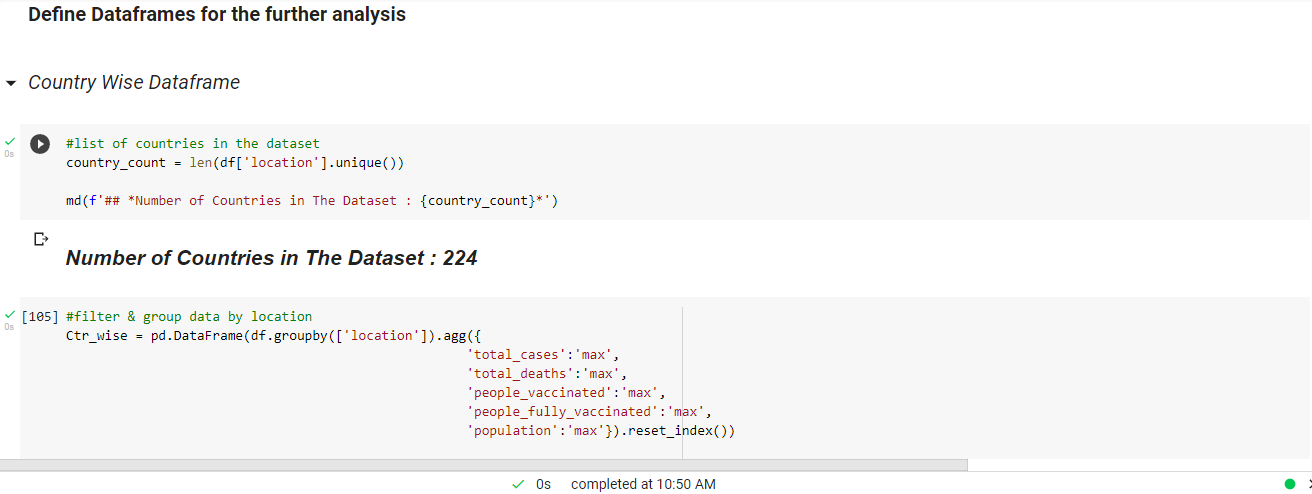 Define Dataframes for the further analysis
Country Wise Dataframe
0s
#list of countries in the dataset
country_count = len(df['location'].unique())
md(f'## *Number of Countries in The Dataset : {country_count}*')
Number of Countries in The Dataset : 224
0s
[105] #filter & group data by location
Ctr_wise = pd.DataFrame(df.groupby(['location']).agg({
'total_cases':'max',
'total_deaths':'max',
'people_vaccinated':'max',
'people_fully_vaccinated':'max',
'population':'max'}).reset_index())
0s completed at 10:50 AM